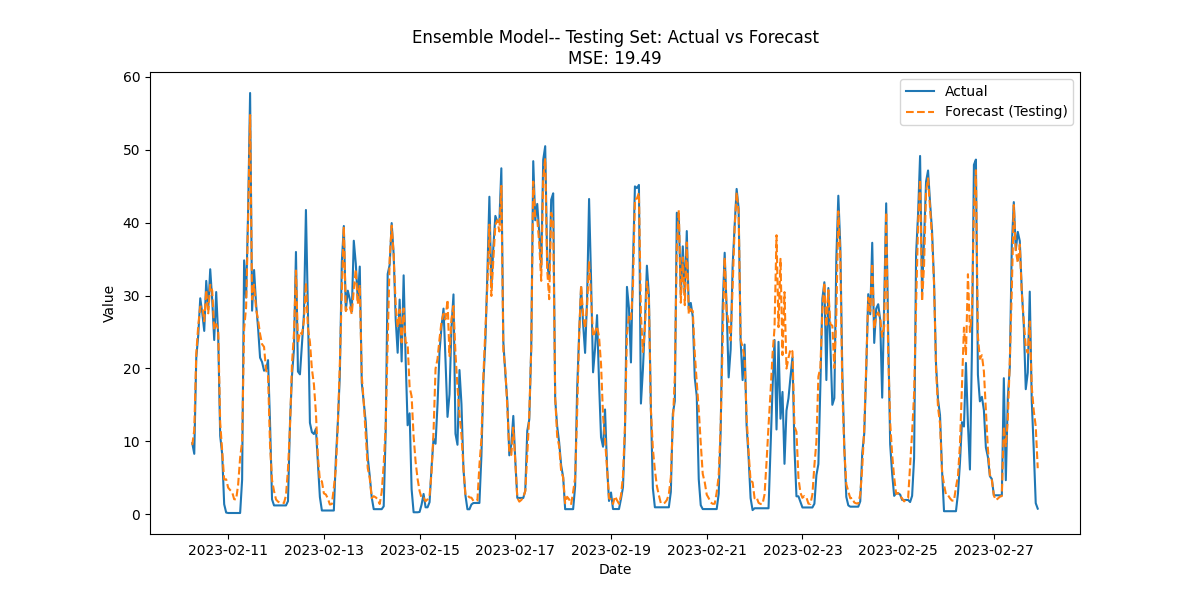 Ensemble Model-- Testing Set: Actual vs Forecast
MSE: 19.49
Actual
Forecast (Testing)
Value
60
50
40
30
20
10
0
2023-02-11
2023-02-13
2023-02-15
2023-02-17
2023-02-19
2023-02-21
2023-02-23
2023-02-25
2023-02-27
Date